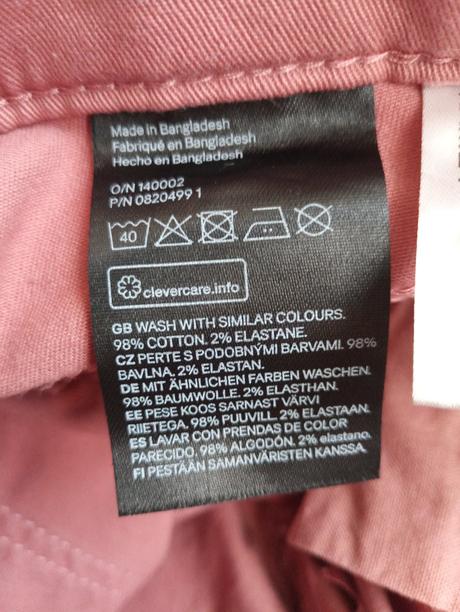 Made in Bangladesh
Fabriqué en Bangladesh
Hecho en Bangladesh
O/N 140002
P/N 0820499 1
40
clevercare.info
GB WASH WITH SIMILAR COLOURS.
98% COTTON. 2% ELASTANE.
CZ PERTE S PODOBNÝMI BARVAMI. 98%
BAVLNA. 2% ELASTAN.
DE MIT ÄHNLICHEN FARBEN WASCHEN.
98% BAUMWOLLE. 2% ELASTHAN.
EE PESE KOOS SARNAST VÄRVI
RIIETEGA. 98% PUUVILL. 2% ELASTAAN.
ES LAVAR CON PRENDAS DE COLOR
PARECIDO. 98% ALGODÓN. 2% elastano.
FI PESTÄÄN SAMANVÄRISTEN KANSSA.